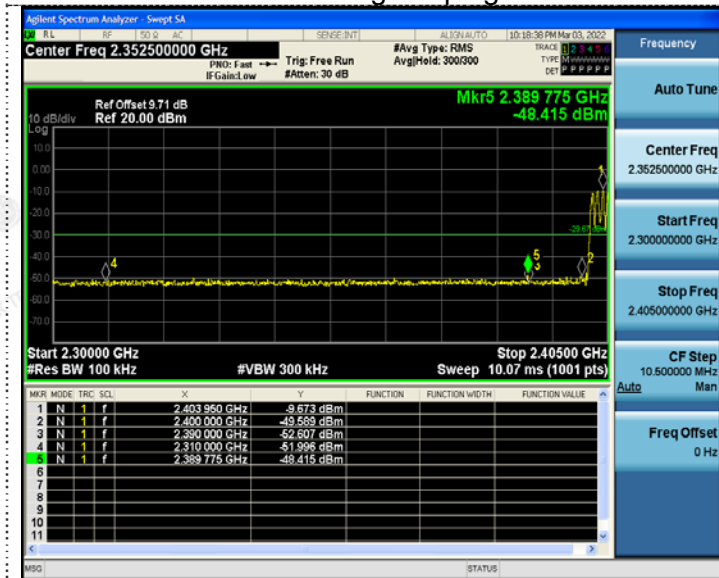 Agilent Spectrum Analyzer - Swept SA
RL RF 50 Ω AC SENSE:INT ALIGN AUTO 10:18:38 PM Mar 03, 2022
Center Freq 2.352500000 GHz
#Avg Type: RMS
TRACE 1 2 3 4 5 6
PNO: Fast
IFGain:Low
Trig: Free Run
#Atten: 30 dB
Avg|Hold: 300/300
TYPE MWWWWW
DET P P P P P P
Mkr5 2.389 775 GHz
-48.415 dBm
Ref Offset 9.71 dB
10 dB/div Ref 20.00 dBm
Log
10.0
0.00
-10.0
-20.0
-30.0
-40.0
-50.0
-60.0
-70.0
1
-29.67 dBm
4
5
2
3
Start 2.30000 GHz
Stop 2.40500 GHz
#Res BW 100 kHz #VBW 300 kHz Sweep 10.07 ms (1001 pts)
MKR MODE TRC SCL X Y FUNCTION FUNCTION WIDTH FUNCTION VALUE
1 N 1 f 2.403 950 GHz -9.673 dBm
2 N 1 f 2.400 000 GHz -49.589 dBm
3 N 1 f 2.390 000 GHz -52.607 dBm
4 N 1 f 2.310 000 GHz -51.996 dBm
5 N 1 f 2.389 775 GHz -48.415 dBm
6
7
8
9
10
11
MSG STATUS
Frequency
Auto Tune
Center Freq
2.352500000 GHz
Start Freq
2.300000000 GHz
Stop Freq
2.405000000 GHz
CF Step
10.500000 MHz
Auto Man
Freq Offset
0 Hz